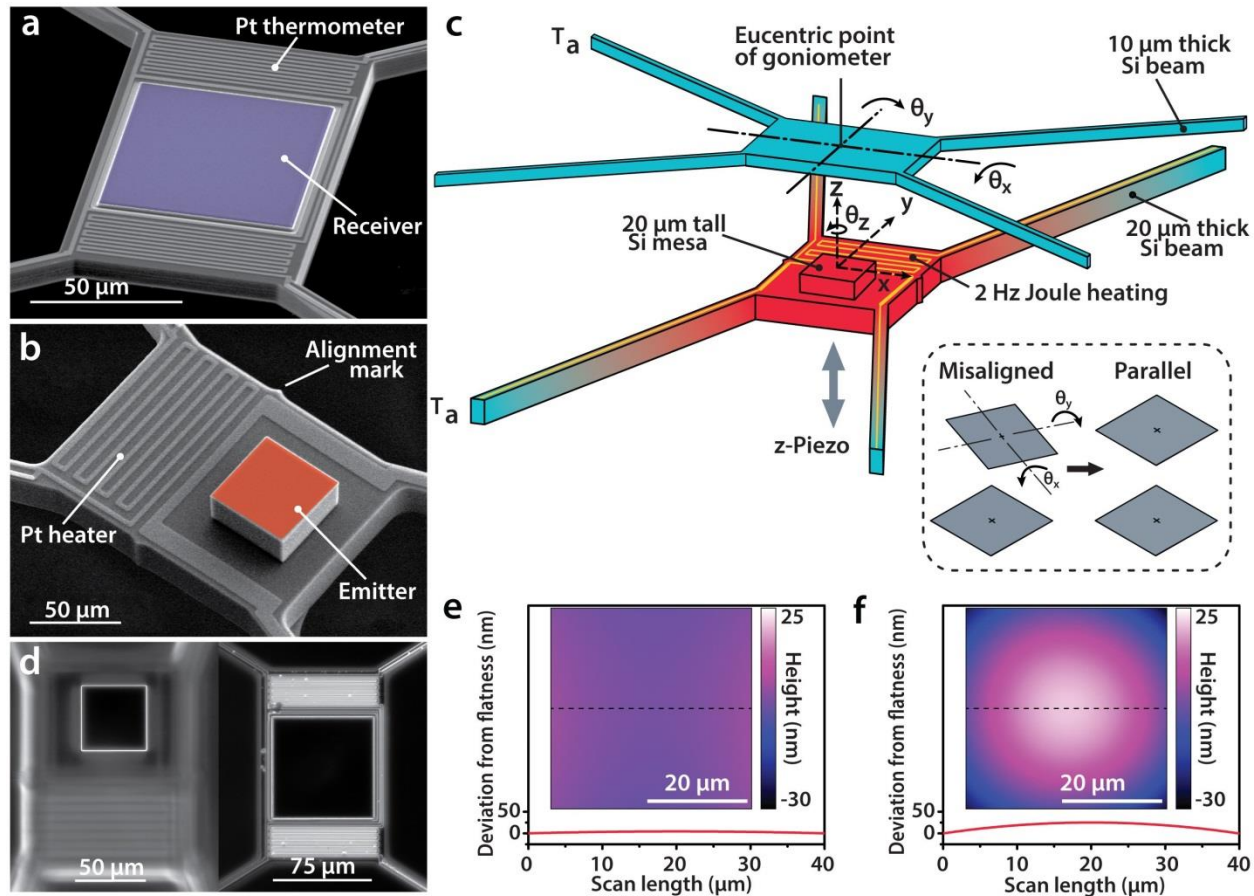 a
Pt thermometer
Receiver
50 μm
b
Alignment
mark
Pt heater
Emitter
50 μm
c
Ta
Eucentric point
of goniometer
10 μm thick
Si beam
θy
θx
z
θz
y
x
20 μm tall
Si mesa
20 μm thick
Si beam
2 Hz Joule heating
Ta
z-Piezo
Misaligned
Parallel
θy
θx
d
50 μm
75 μm
e
Deviation from flatness (nm)
50
0
25
Height (nm)
-30
20 μm
0
10
20
30
40
Scan length (μm)
f
Deviation from flatness (nm)
50
0
25
Height (nm)
-30
20 μm
0
10
20
30
40
Scan length (μm)